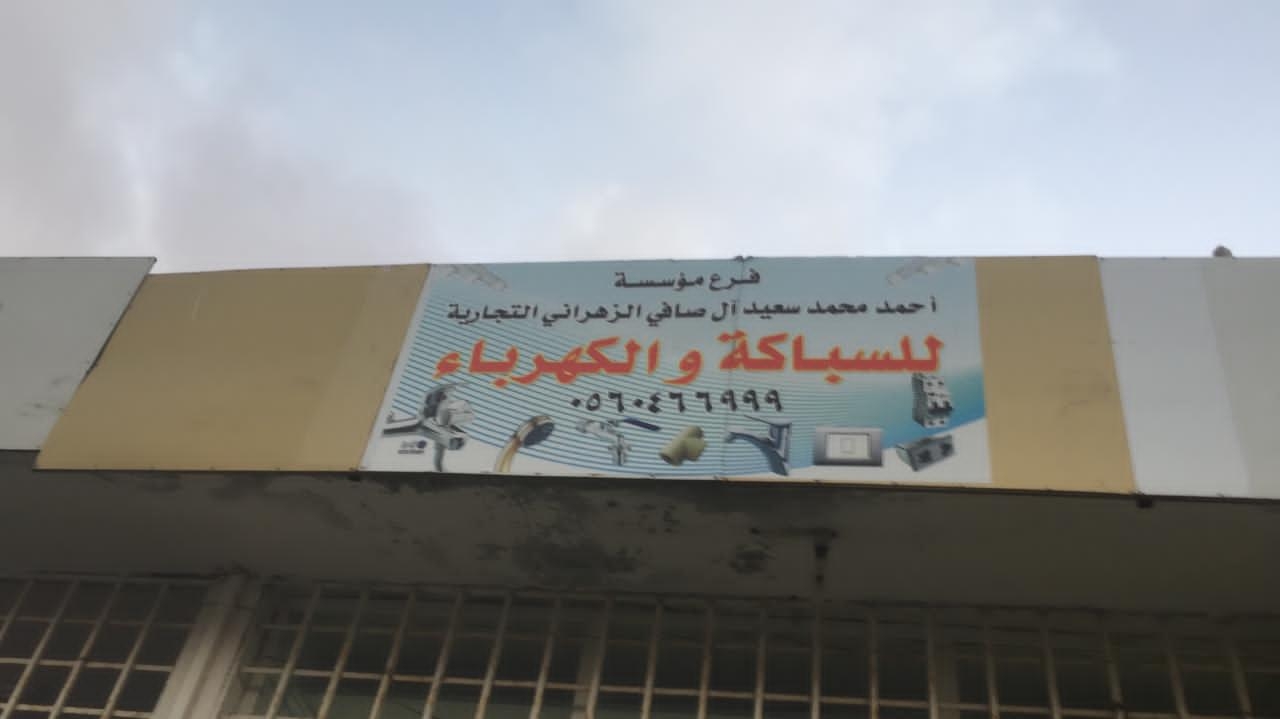 فرع مؤسسة
أحمد محمد سعيد آل صافي الزهراني التجارية
للسباكة و الكهرباء
٠٥٦٠٤٦٦٩٩٩